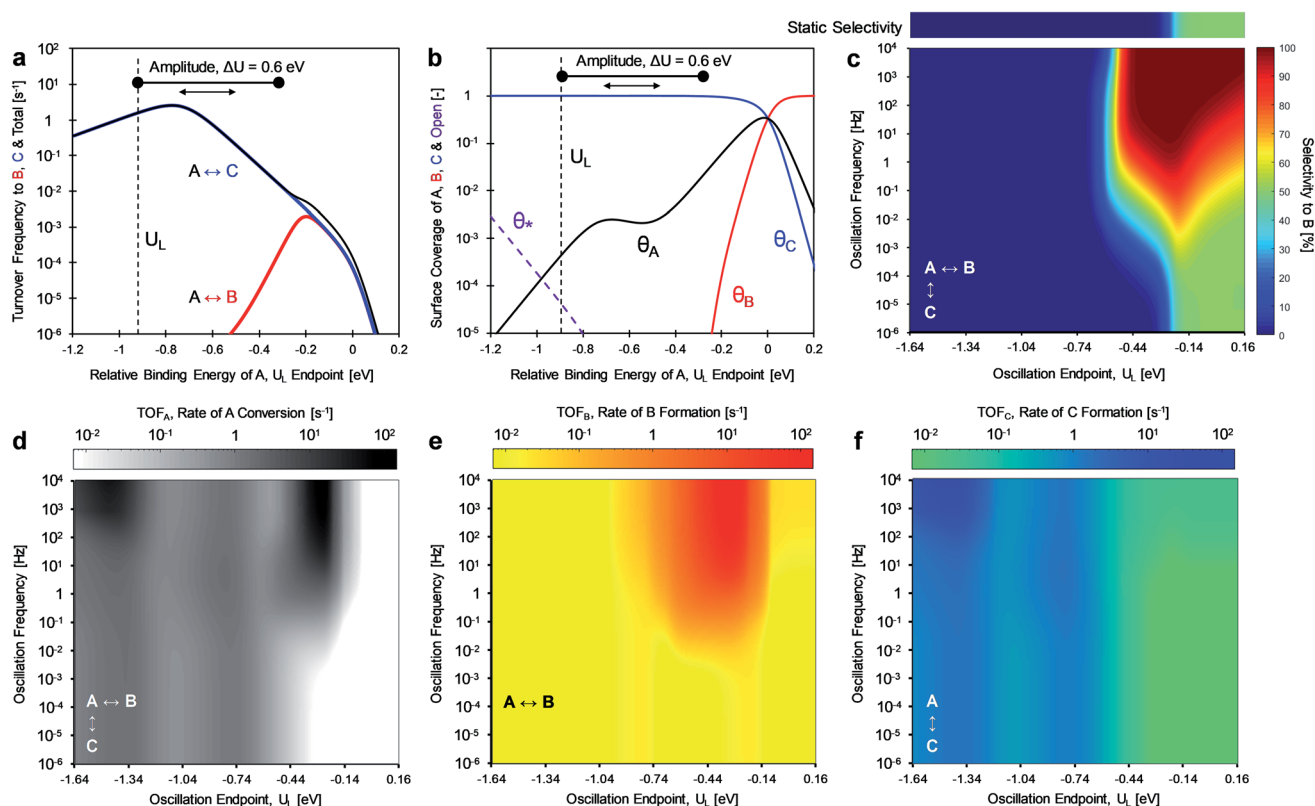 Static Selectivity
a
Amplitude, ΔU = 0.6 eV
A ↔ C
U_L
A ↔ B
Turnover Frequency to B, C & Total [s⁻¹]
10²
10¹
1
10⁻¹
10⁻²
10⁻³
10⁻⁴
10⁻⁵
10⁻⁶
-1.2 -1 -0.8 -0.6 -0.4 -0.2 0 0.2
Relative Binding Energy of A, U_L Endpoint [eV]
b
Amplitude, ΔU = 0.6 eV
U_L
θ*
θ_A
θ_C
θ_B
Surface Coverage of A, B, C & Open [-]
10¹
1
10⁻¹
10⁻²
10⁻³
10⁻⁴
10⁻⁵
-1.2 -1 -0.8 -0.6 -0.4 -0.2 0 0.2
Relative Binding Energy of A, U_L Endpoint [eV]
c
Oscillation Frequency [Hz]
10⁴
10³
10²
10¹
1
10⁻¹
10⁻²
10⁻³
10⁻⁴
10⁻⁵
10⁻⁶
A ↔ B
↕
C
-1.64 -1.34 -1.04 -0.74 -0.44 -0.14 0.16
Oscillation Endpoint, U_L [eV]
100
90
80
70
60
50
40
30
20
10
0
Selectivity to B [%]
d
TOF_A, Rate of A Conversion [s⁻¹]
10⁻² 10⁻¹ 1 10¹ 10²
Oscillation Frequency [Hz]
10⁴
10³
10²
10¹
1
10⁻¹
10⁻²
10⁻³
10⁻⁴
10⁻⁵
10⁻⁶
A ↔ B
↕
C
-1.64 -1.34 -1.04 -0.74 -0.44 -0.14 0.16
Oscillation Endpoint, U_L [eV]
e
TOF_B, Rate of B Formation [s⁻¹]
10⁻² 10⁻¹ 1 10¹ 10²
Oscillation Frequency [Hz]
10⁴
10³
10²
10¹
1
10⁻¹
10⁻²
10⁻³
10⁻⁴
10⁻⁵
10⁻⁶
A ↔ B
-1.64 -1.34 -1.04 -0.74 -0.44 -0.14 0.16
Oscillation Endpoint, U_L [eV]
f
TOF_C, Rate of C Formation [s⁻¹]
10⁻² 10⁻¹ 1 10¹ 10²
Oscillation Frequency [Hz]
10⁴
10³
10²
10¹
1
10⁻¹
10⁻²
10⁻³
10⁻⁴
10⁻⁵
10⁻⁶
A
↕
C
-1.64 -1.34 -1.04 -0.74 -0.44 -0.14 0.16
Oscillation Endpoint, U_L [eV]